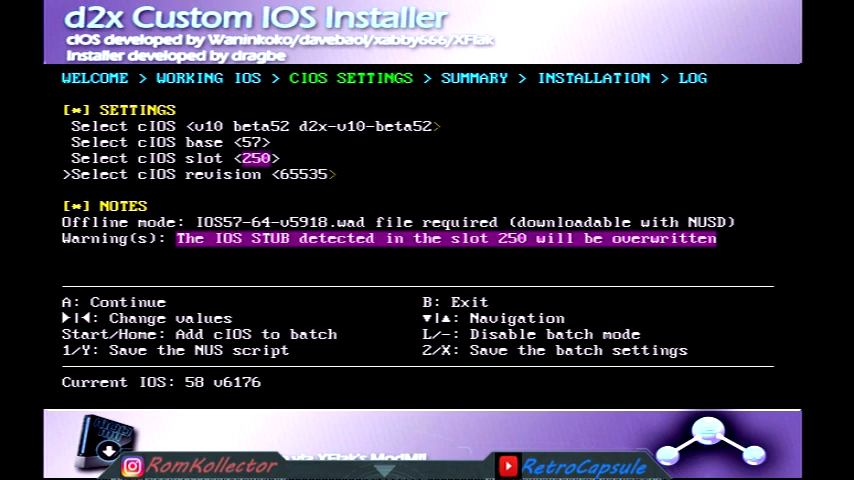 d2x Custom IOS Installer
cIOS developed by Waninkoko/davebaol/xabby666/XFlak
Installer developed by dragbe
WELCOME > WORKING IOS > CIOS SETTINGS > SUMMARY > INSTALLATION > LOG
[*] SETTINGS
Select cIOS <v10 beta52 d2x-v10-beta52>
Select cIOS base <57>
Select cIOS slot <250>
>Select cIOS revision <65535>
[*] NOTES
Offline mode: IOS57-64-v5918.wad file required (downloadable with NUSD)
Warning(s): The IOS STUB detected in the slot 250 will be overwritten
A: Continue B: Exit
►|◄: Change values ▼|▲: Navigation
Start/Home: Add cIOS to batch L/-: Disable batch mode
1/Y: Save the NUS script 2/X: Save the batch settings
Current IOS: 58 v6176
XFlak's ModMii
RomKollector RetroCapsule